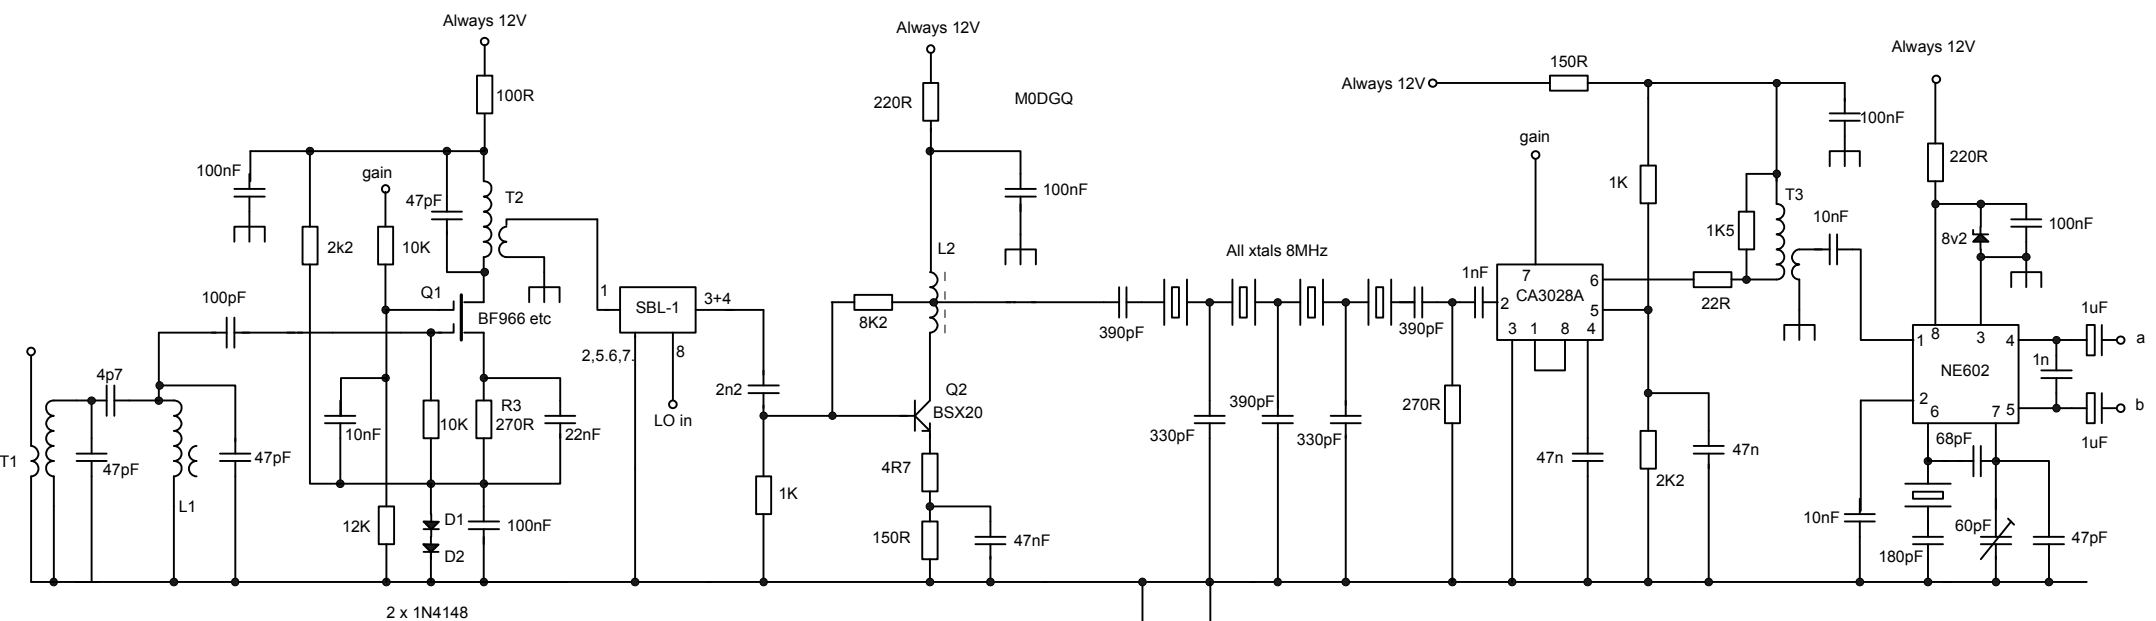 Always 12V
100R
100nF
gain
47pF
T2
2k2
10K
100pF
Q1
BF966 etc
1
SBL-1
3+4
2,5.6,7.
8
LO in
4p7
T1
47pF
L1
47pF
10nF
10K
R3
270R
22nF
12K
D1
D2
100nF
2 x 1N4148
Always 12V
220R
M0DGQ
100nF
L2
8K2
2n2
Q2
BSX20
4R7
1K
150R
47nF
All xtals 8MHz
390pF
390pF
1nF
330pF
390pF
330pF
270R
Always 12V
150R
100nF
gain
1K
T3
1K5
10nF
7
CA3028A
2
6
5
3
1
8
4
22R
47n
2K2
47n
Always 12V
220R
8v2
100nF
1
8
3
4
NE602
2
6
7
5
1uF
a
1n
b
1uF
68pF
10nF
180pF
60pF
47pF